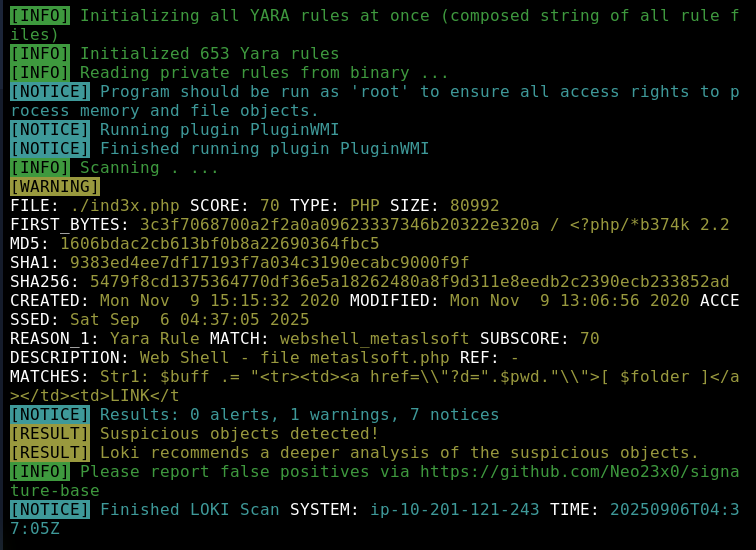 [INFO] Initializing all YARA rules at once (composed string of all rule f
iles)
[INFO] Initialized 653 Yara rules
[INFO] Reading private rules from binary ...
[NOTICE] Program should be run as 'root' to ensure all access rights to p
rocess memory and file objects.
[NOTICE] Running plugin PluginWMI
[NOTICE] Finished running plugin PluginWMI
[INFO] Scanning . ...
[WARNING]
FILE: ./ind3x.php SCORE: 70 TYPE: PHP SIZE: 80992
FIRST_BYTES: 3c3f7068700a2f2a0a09623337346b20322e320a / <?php/*b374k 2.2
MD5: 1606bdac2cb613bf0b8a22690364fbc5
SHA1: 9383ed4ee7df17193f7a034c3190ecabc9000f9f
SHA256: 5479f8cd1375364770df36e5a18262480a8f9d311e8eedb2c2390ecb233852ad
CREATED: Mon Nov  9 15:15:32 2020 MODIFIED: Mon Nov  9 13:06:56 2020 ACCE
SSED: Sat Sep  6 04:37:05 2025
REASON_1: Yara Rule MATCH: webshell_metaslsoft SUBSCORE: 70
DESCRIPTION: Web Shell - file metaslsoft.php REF: -
MATCHES: Str1: $buff .= "<tr><td><a href=\\"?d=".$pwd."\\">[ $folder ]</a
></td><td>LINK</t
[NOTICE] Results: 0 alerts, 1 warnings, 7 notices
[RESULT] Suspicious objects detected!
[RESULT] Loki recommends a deeper analysis of the suspicious objects.
[INFO] Please report false positives via https://github.com/Neo23x0/signa
ture-base
[NOTICE] Finished LOKI Scan SYSTEM: ip-10-201-121-243 TIME: 20250906T04:3
7:05Z